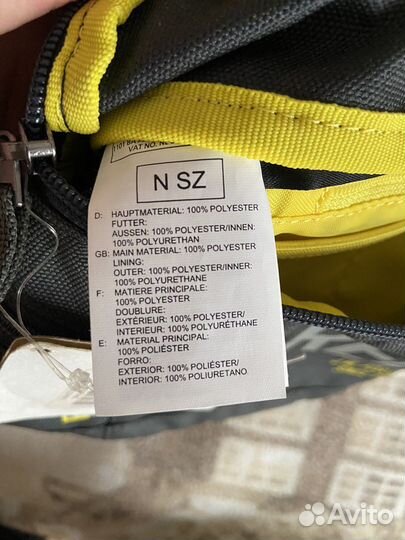 VAT NO.
N SZ
D: HAUPTMATERIAL: 100% POLYESTER
FUTTER:
AUSSEN: 100% POLYESTER/INNEN:
100% POLYURETHAN
GB: MAIN MATERIAL: 100% POLYESTER
LINING:
OUTER: 100% POLYESTER/INNER:
100% POLYURETHANE
F: MATIERE PRINCIPALE:
100% POLYESTER
DOUBLURE:
EXTÉRIEUR: 100% POLYESTER/
INTERIEUR: 100% POLYURÉTHANE
E: MATERIAL PRINCIPAL:
100% POLIÉSTER
FORRO:
EXTERIOR: 100% POLIÉSTER/
INTERIOR: 100% POLIURETANO
Avito